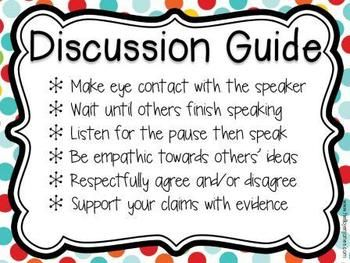 Discussion Guide
Make eye contact with the speaker
Wait until others finish speaking
Listen for the pause then speak
Be empathic towards others' ideas
Respectfully agree and/or disagree
Support your claims with evidence